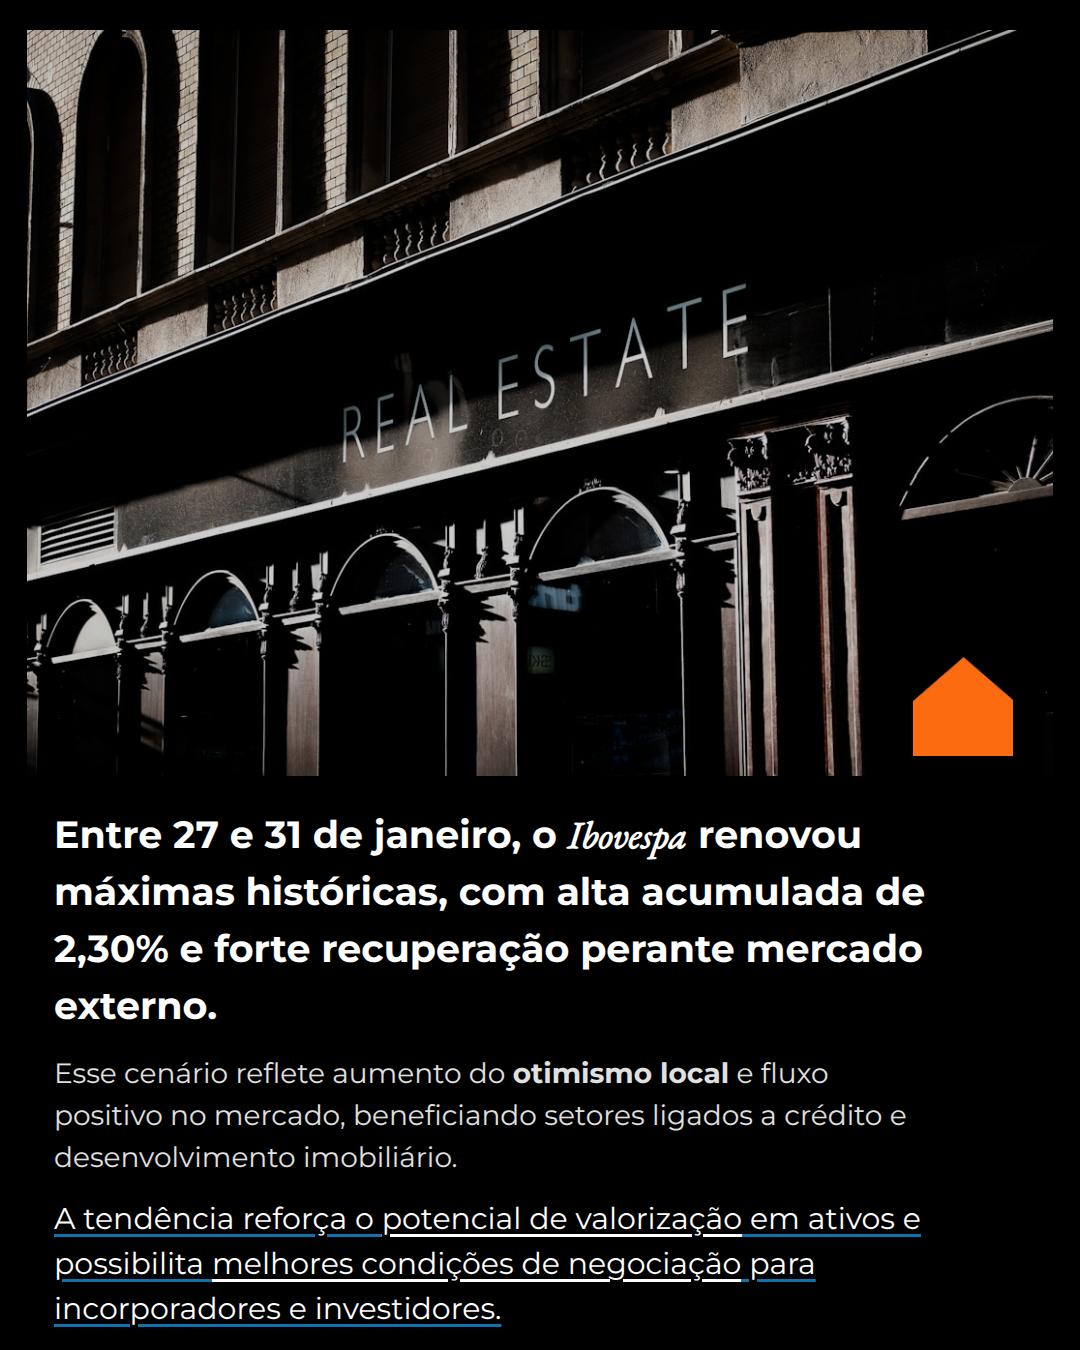 REAL ESTATE
Entre 27 e 31 de janeiro, o Ibovespa renovou
máximas históricas, com alta acumulada de
2,30% e forte recuperação perante mercado
externo.
Esse cenário reflete aumento do otimismo local e fluxo
positivo no mercado, beneficiando setores ligados a crédito e
desenvolvimento imobiliário.
A tendência reforça o potencial de valorização em ativos e
possibilita melhores condições de negociação para
incorporadores e investidores.